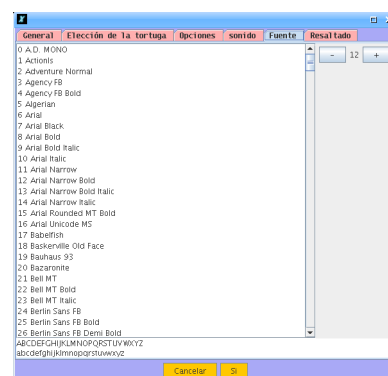 General Elección de la tortuga Opciones sonido Fuente Resaltado
0 A.D. MONO
1 ActionIs
2 Adventure Normal
3 Agency FB
4 Agency FB Bold
5 Algerian
6 Arial
7 Arial Black
8 Arial Bold
9 Arial Bold Italic
10 Arial Italic
11 Arial Narrow
12 Arial Narrow Bold
13 Arial Narrow Bold Italic
14 Arial Narrow Italic
15 Arial Rounded MT Bold
16 Arial Unicode MS
17 Babelfish
18 Baskerville Old Face
19 Bauhaus 93
20 Bazaronite
21 Bell MT
22 Bell MT Bold
23 Bell MT Italic
24 Berlin Sans FB
25 Berlin Sans FB Bold
26 Berlin Sans FB Demi Bold
- 12 +
ABCDEFGHIJKLMNOPQRSTUVWXYZ
abcdefghijklmnopqrstuvwxyz
Cancelar Si